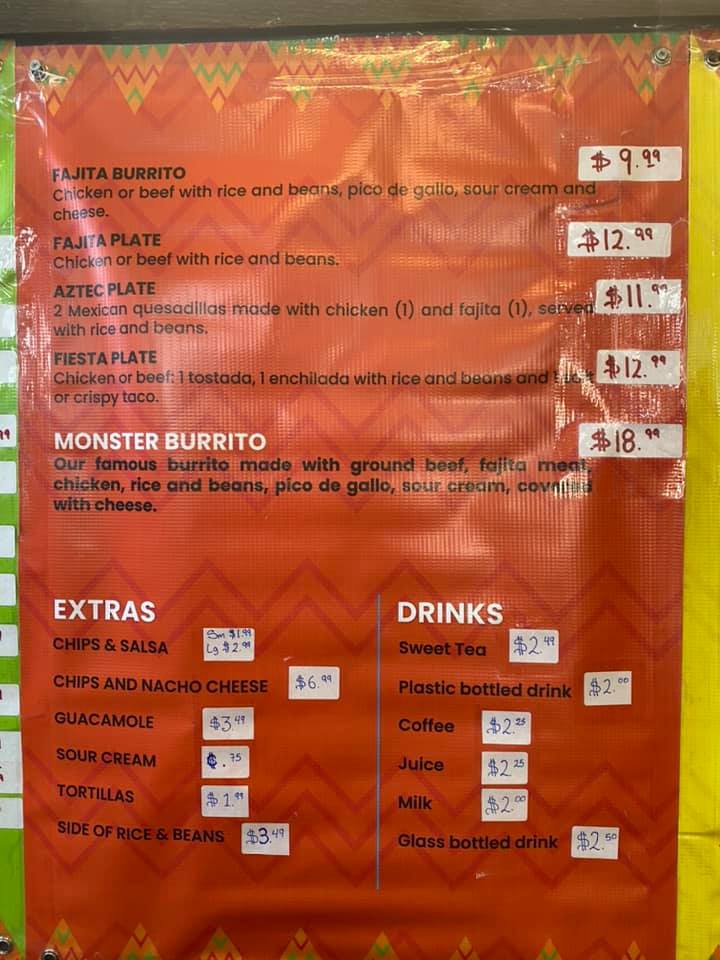 FAJITA BURRITO $9.99
Chicken or beef with rice and beans, pico de gallo, sour cream and
cheese.
FAJITA PLATE $12.99
Chicken or beef with rice and beans.
AZTEC PLATE $11.99
2 Mexican quesadillas made with chicken (1) and fajita (1), served
with rice and beans.
FIESTA PLATE $12.99
Chicken or beef: 1 tostada, 1 enchilada with rice and beans and
or crispy taco.
MONSTER BURRITO $18.99
Our famous burrito made with ground beef, fajita meat,
chicken, rice and beans, pico de gallo, sour cream, covered
with cheese.
EXTRAS
CHIPS & SALSA Sm $1.99
Lg $2.99
CHIPS AND NACHO CHEESE $6.99
GUACAMOLE $3.49
SOUR CREAM ¢.75
TORTILLAS $1.99
SIDE OF RICE & BEANS $3.49
DRINKS
Sweet Tea $2.49
Plastic bottled drink $2.00
Coffee $2.25
Juice $2.25
Milk $2.00
Glass bottled drink $2.50